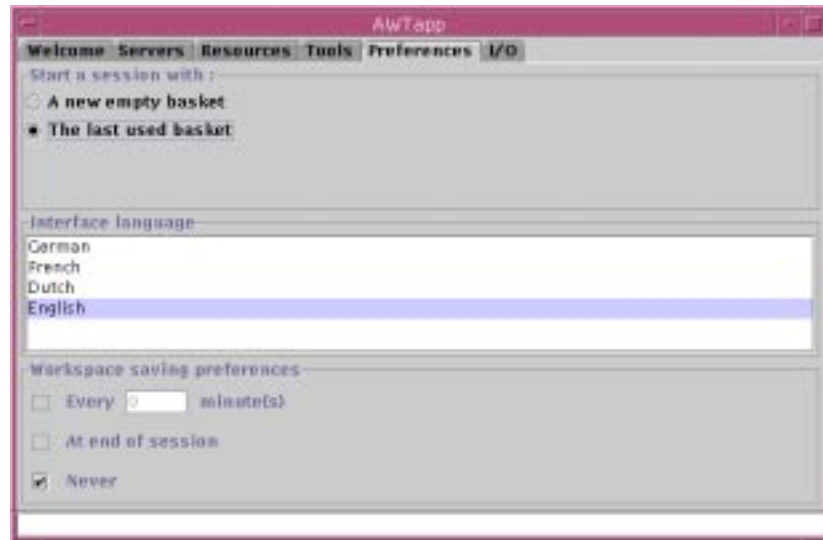 AWTapp
Welcome Servers Resources Tools Preferences I/O
Start a session with :
A new empty basket
The last used basket
Interface language
German
French
Dutch
English
Workspace saving preferences
Every 0 minute(s)
At end of session
Never